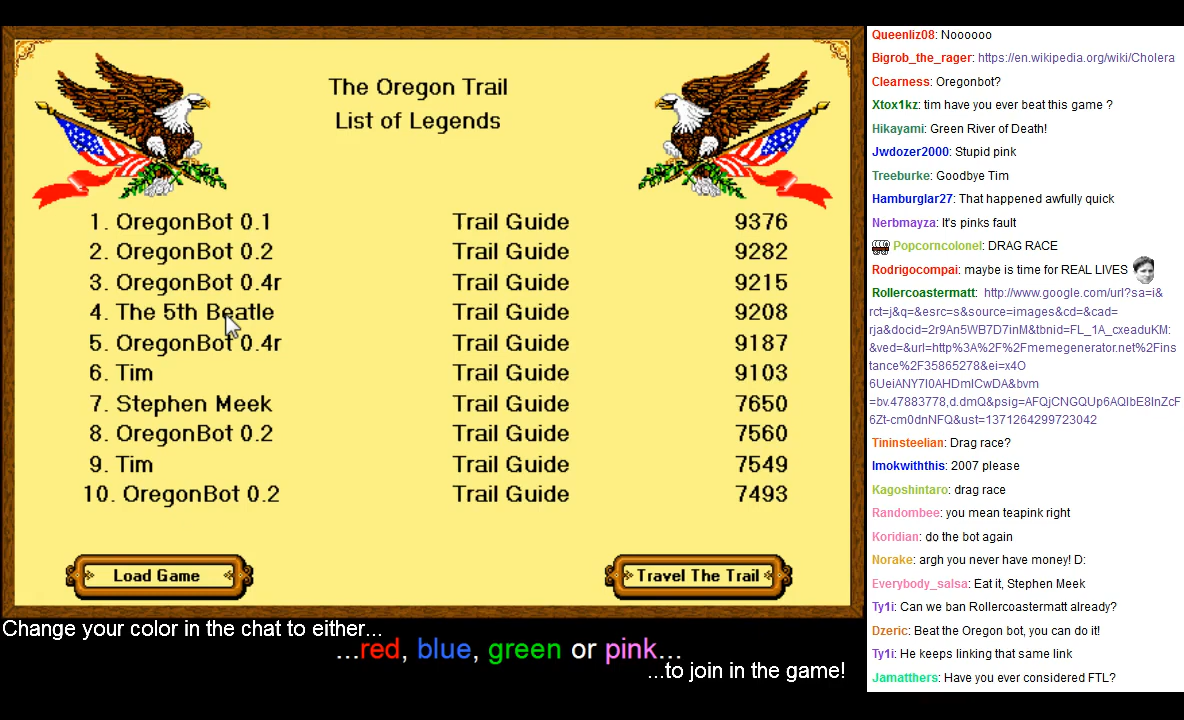 The Oregon Trail
List of Legends
1. OregonBot 0.1 Trail Guide 9376
2. OregonBot 0.2 Trail Guide 9282
3. OregonBot 0.4r Trail Guide 9215
4. The 5th Beatle Trail Guide 9208
5. OregonBot 0.4r Trail Guide 9187
6. Tim Trail Guide 9103
7. Stephen Meek Trail Guide 7650
8. OregonBot 0.2 Trail Guide 7560
9. Tim Trail Guide 7549
10. OregonBot 0.2 Trail Guide 7493
Load Game
Travel The Trail
Change your color in the chat to either...
...red, blue, green or pink...
...to join in the game!
Queenliz08: Noooooo
Bigrob_the_rager: https://en.wikipedia.org/wiki/Cholera
Clearness: Oregonbot?
Xtox1kz: tim have you ever beat this game ?
Hikayami: Green River of Death!
Jwdozer2000: Stupid pink
Treeburke: Goodbye Tim
Hamburglar27: That happened awfully quick
Nerbmayza: It's pinks fault
Popcorncolonel: DRAG RACE
Rodrigocompai: maybe is time for REAL LIVES
Rollercoastermatt: http://www.google.com/url?sa=i&
rct=j&q=&esrc=s&source=images&cd=&cad=
rja&docid=2r9An5WB7D7inM&tbnid=FL_1A_cxeaduKM:
&ved=&url=http%3A%2F%2Fmemegenerator.net%2Fins
tance%2F35865278&ei=x4O
6UeiANY7I0AHDmICwDA&bvm
=bv.47883778,d.dmQ&psig=AFQjCNGQUp6AQIbE8InZcF
6Zt-cm0dnNFQ&ust=1371264299723042
Tininsteelian: Drag race?
Imokwiththis: 2007 please
Kagoshintaro: drag race
Randombee: you mean teapink right
Koridian: do the bot again
Norake: argh you never have money! D:
Everybody_salsa: Eat it, Stephen Meek
Ty1i: Can we ban Rollercoastermatt already?
Dzeric: Beat the Oregon bot, you can do it!
Ty1i: He keeps linking that same link
Jamatthers: Have you ever considered FTL?